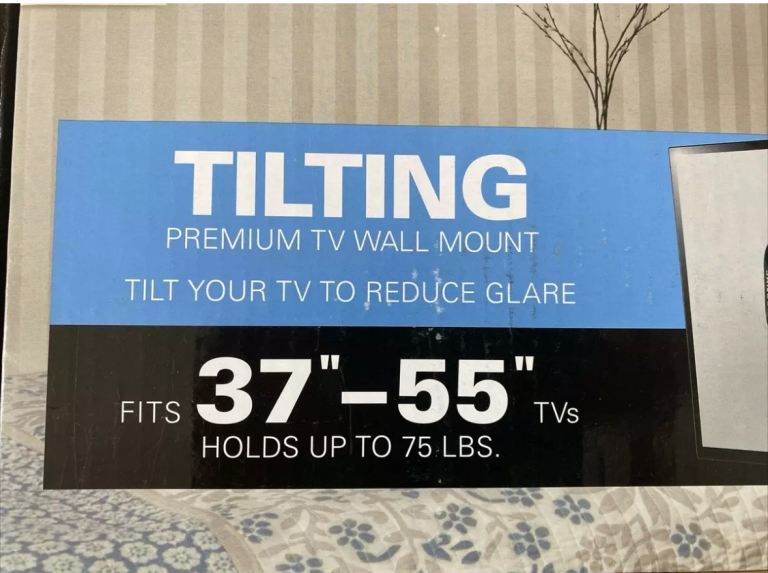 TILTING
PREMIUM TV WALL MOUNT
TILT YOUR TV TO REDUCE GLARE
FITS 37"–55" TVs
HOLDS UP TO 75 LBS.